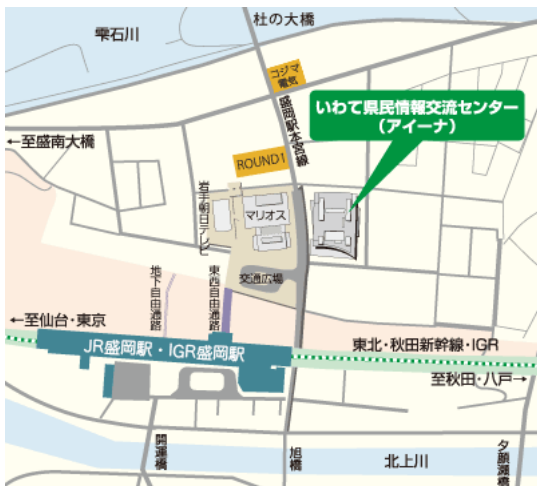 杜の大橋
雫石川
コジマ
電気
いわて県民情報交流センター
（アイーナ）
盛岡駅本宮線
←至盛南大橋
ROUND1
岩手朝日テレビ
マリオス
交通広場
地下自由通路
東西自由通路
←至仙台・東京
JR盛岡駅・IGR盛岡駅
東北・秋田新幹線・IGR
至秋田・八戸→
開運橋
旭橋
北上川
夕顔瀬橋